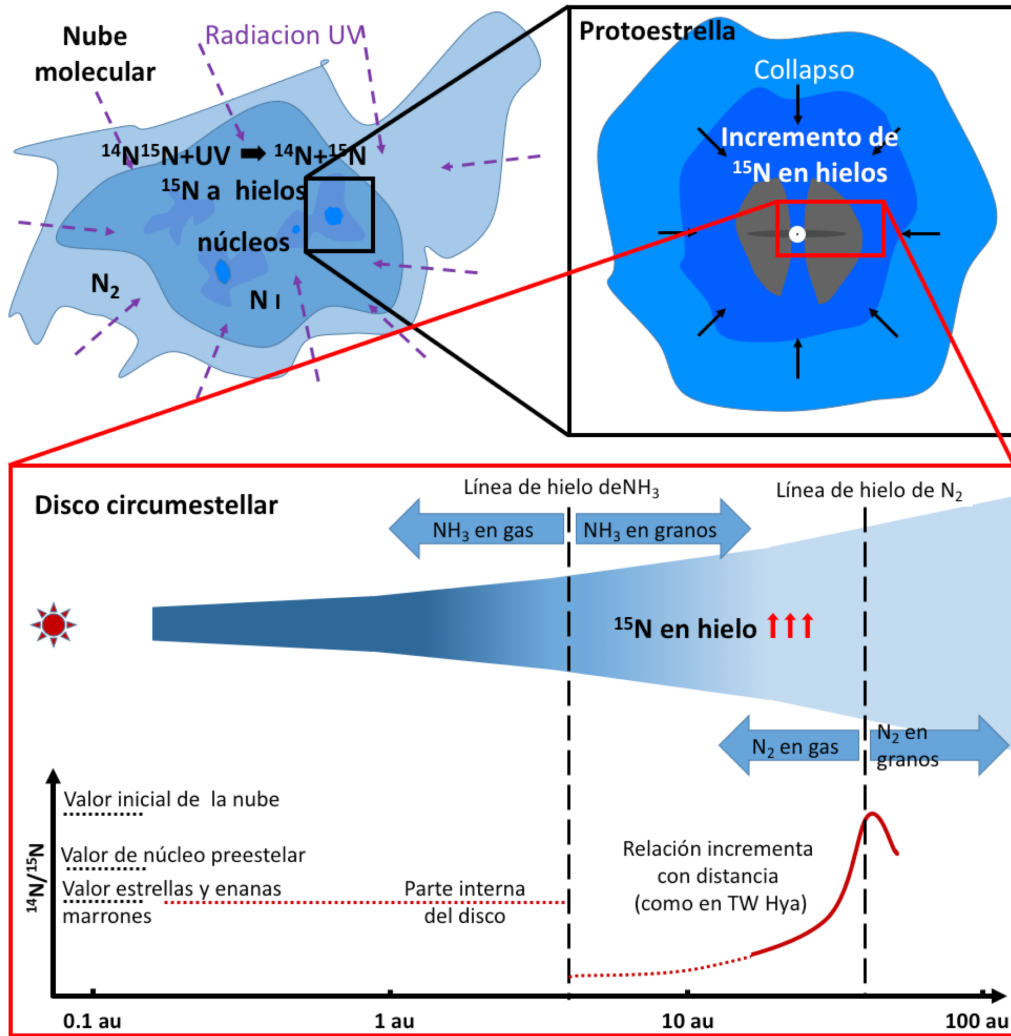 Nube
molecular
Radiacion UV
¹⁴N¹⁵N+UV ➡ ¹⁴N+¹⁵N
¹⁵N a hielos
núcleos
N₂
N I
Protoestrella
Collapso
Incremento de
¹⁵N en hielos
Disco circumestellar
Línea de hielo deNH₃
Línea de hielo de N₂
NH₃ en gas
NH₃ en granos
¹⁵N en hielo
N₂ en gas
N₂ en
granos
¹⁴N/¹⁵N
Valor inicial de la nube
Valor de núcleo preestelar
Valor estrellas y enanas
marrones
Parte interna
del disco
Relación incrementa
con distancia
(como en TW Hya)
0.1 au
1 au
10 au
100 au